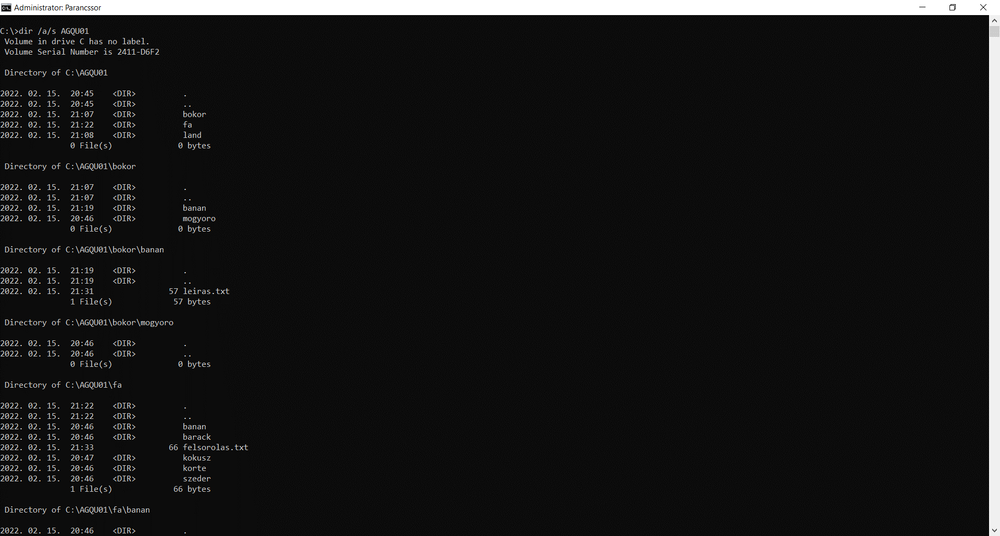 Administrator: Parancssor
C:\>dir /a/s AGQU01
 Volume in drive C has no label.
 Volume Serial Number is 2411-D6F2

 Directory of C:\AGQU01

2022. 02. 15.  20:45    <DIR>          .
2022. 02. 15.  20:45    <DIR>          ..
2022. 02. 15.  21:07    <DIR>          bokor
2022. 02. 15.  21:22    <DIR>          fa
2022. 02. 15.  21:08    <DIR>          land
               0 File(s)              0 bytes

 Directory of C:\AGQU01\bokor

2022. 02. 15.  21:07    <DIR>          .
2022. 02. 15.  21:07    <DIR>          ..
2022. 02. 15.  21:19    <DIR>          banan
2022. 02. 15.  20:46    <DIR>          mogyoro
               0 File(s)              0 bytes

 Directory of C:\AGQU01\bokor\banan

2022. 02. 15.  21:19    <DIR>          .
2022. 02. 15.  21:19    <DIR>          ..
2022. 02. 15.  21:31                57 leiras.txt
               1 File(s)             57 bytes

 Directory of C:\AGQU01\bokor\mogyoro

2022. 02. 15.  20:46    <DIR>          .
2022. 02. 15.  20:46    <DIR>          ..
               0 File(s)              0 bytes

 Directory of C:\AGQU01\fa

2022. 02. 15.  21:22    <DIR>          .
2022. 02. 15.  21:22    <DIR>          ..
2022. 02. 15.  20:46    <DIR>          banan
2022. 02. 15.  20:46    <DIR>          barack
2022. 02. 15.  21:33                66 felsorolas.txt
2022. 02. 15.  20:47    <DIR>          kokusz
2022. 02. 15.  20:46    <DIR>          korte
2022. 02. 15.  20:46    <DIR>          szeder
               1 File(s)             66 bytes

 Directory of C:\AGQU01\fa\banan

2022. 02. 15.  20:46    <DIR>          .